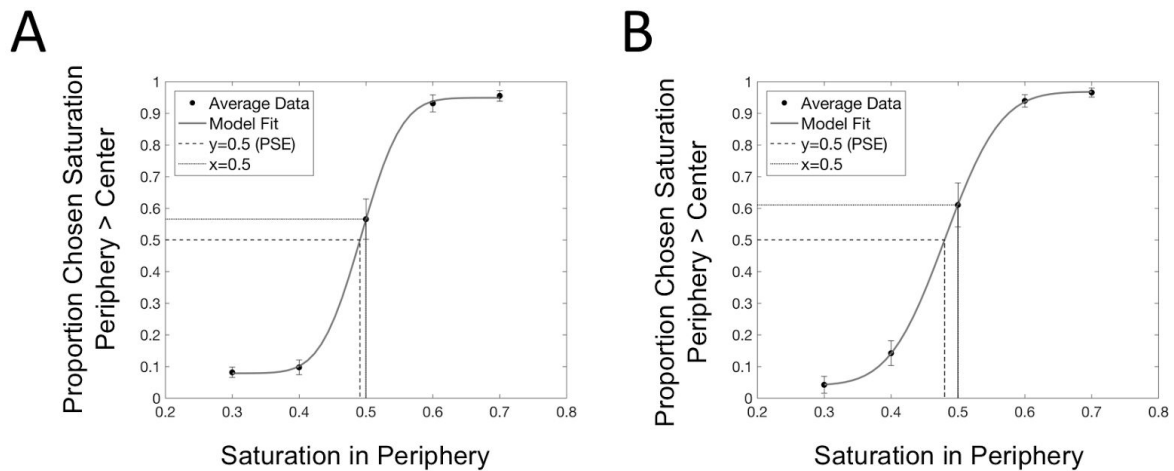 A
Proportion Chosen Saturation
Periphery > Center
1
0.9
0.8
0.7
0.6
0.5
0.4
0.3
0.2
0.1
0
Average Data
Model Fit
y=0.5 (PSE)
x=0.5
0.2 0.3 0.4 0.5 0.6 0.7 0.8
Saturation in Periphery
B
Proportion Chosen Saturation
Periphery > Center
1
0.9
0.8
0.7
0.6
0.5
0.4
0.3
0.2
0.1
0
Average Data
Model Fit
y=0.5 (PSE)
x=0.5
0.2 0.3 0.4 0.5 0.6 0.7 0.8
Saturation in Periphery